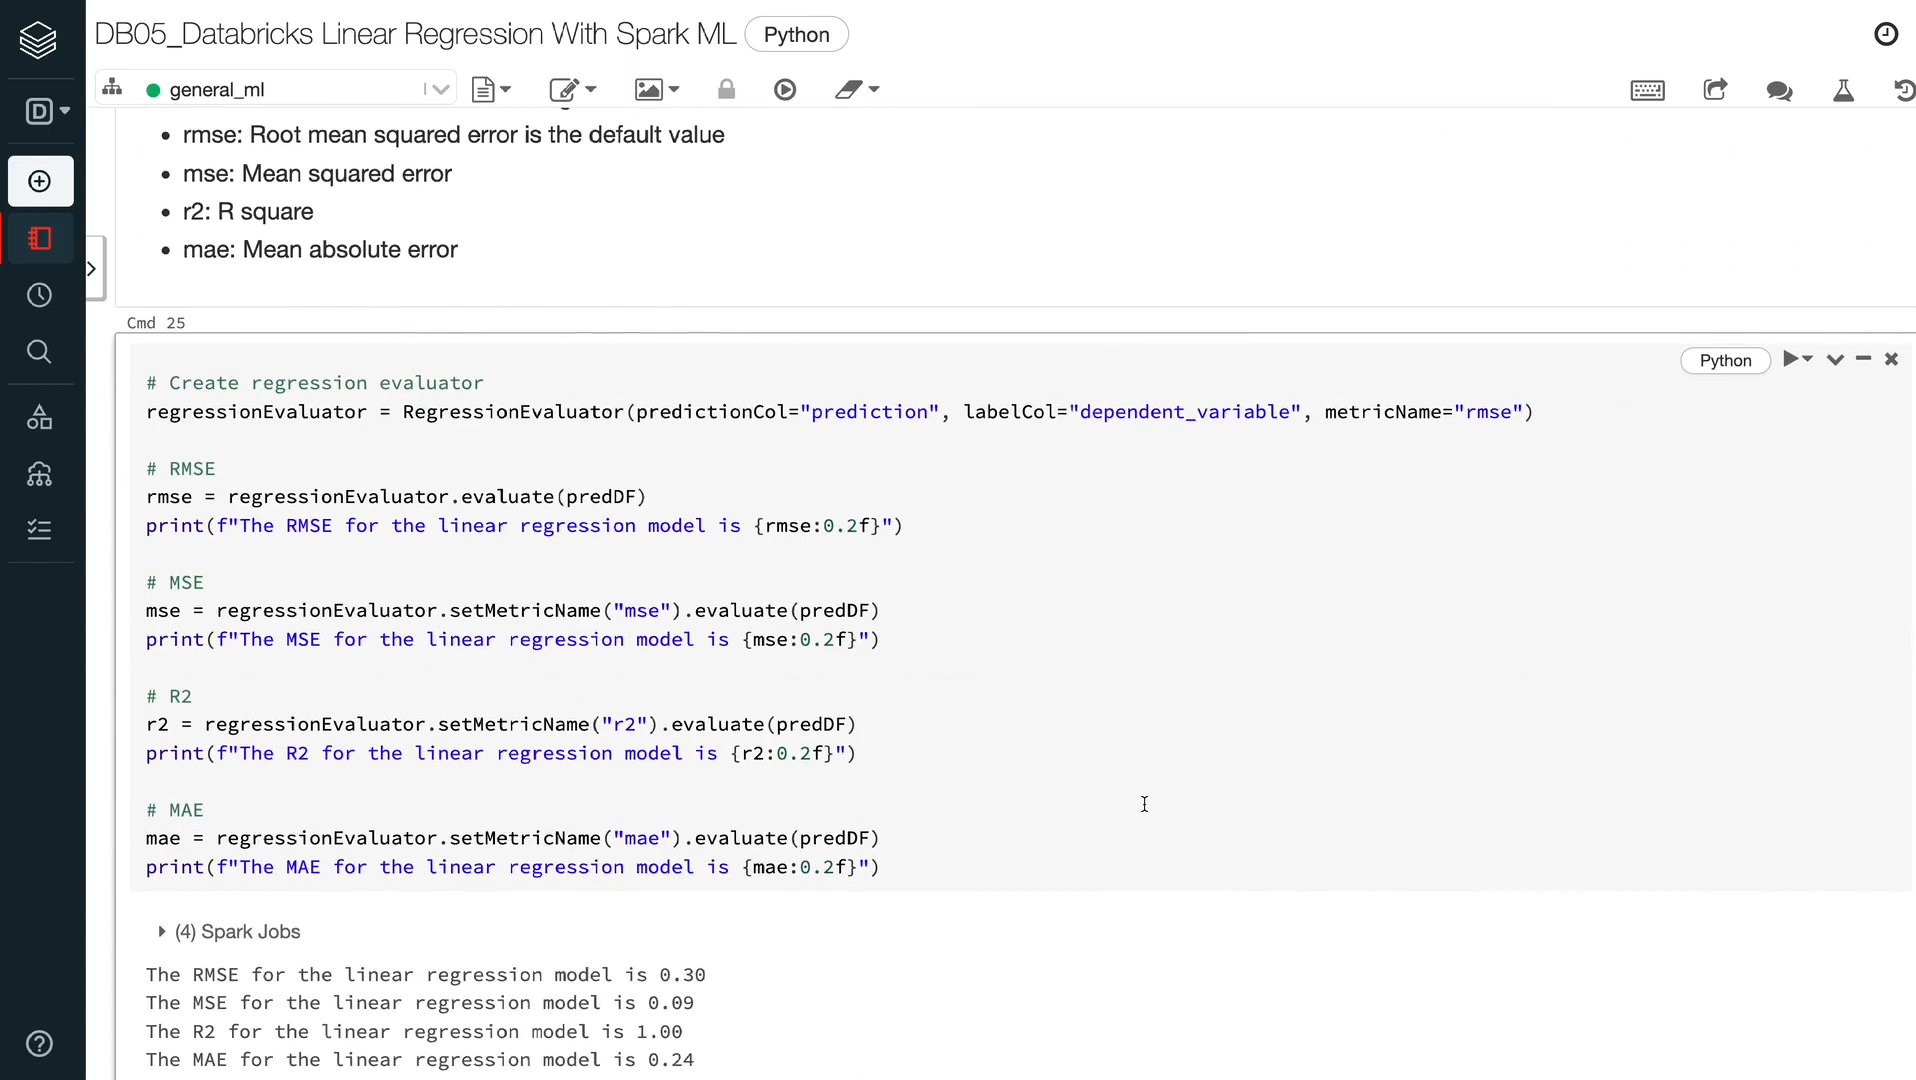 DB05_Databricks Linear Regression With Spark ML Python
general_ml
• rmse: Root mean squared error is the default value
• mse: Mean squared error
• r2: R square
• mae: Mean absolute error
Cmd 25
Python
# Create regression evaluator
regressionEvaluator = RegressionEvaluator(predictionCol="prediction", labelCol="dependent_variable", metricName="rmse")
# RMSE
rmse = regressionEvaluator.evaluate(predDF)
print(f"The RMSE for the linear regression model is {rmse:0.2f}")
# MSE
mse = regressionEvaluator.setMetricName("mse").evaluate(predDF)
print(f"The MSE for the linear regression model is {mse:0.2f}")
# R2
r2 = regressionEvaluator.setMetricName("r2").evaluate(predDF)
print(f"The R2 for the linear regression model is {r2:0.2f}")
# MAE
mae = regressionEvaluator.setMetricName("mae").evaluate(predDF)
print(f"The MAE for the linear regression model is {mae:0.2f}")
(4) Spark Jobs
The RMSE for the linear regression model is 0.30
The MSE for the linear regression model is 0.09
The R2 for the linear regression model is 1.00
The MAE for the linear regression model is 0.24